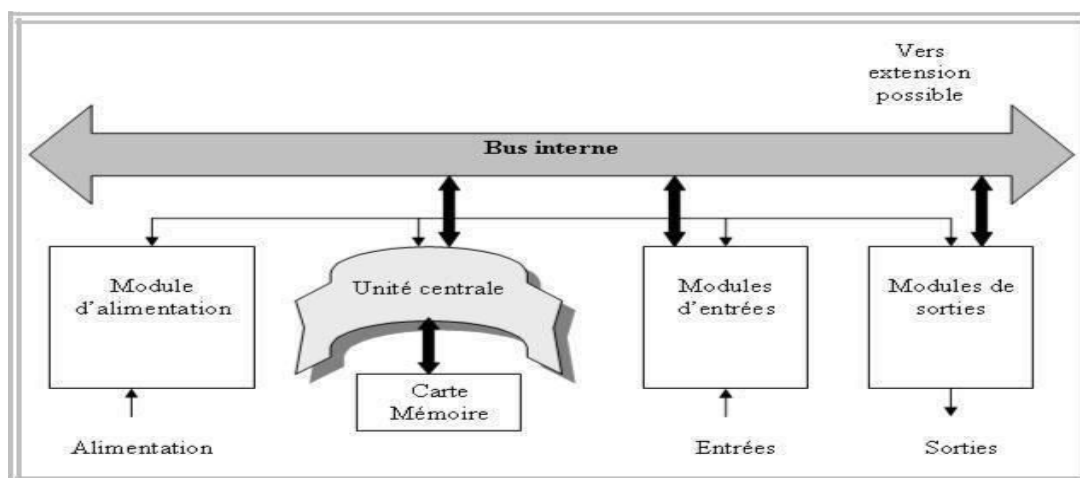 Vers
extension
possible
Bus interne
Module
d'alimentation
Unité centrale
Modules
d'entrées
Modules de
sorties
Carte
Mémoire
Alimentation
Entrées
Sorties